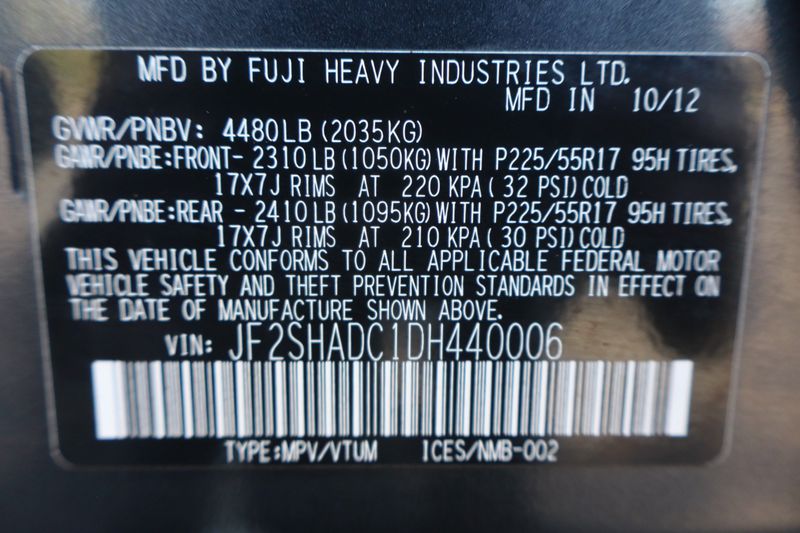 MFD BY FUJI HEAVY INDUSTRIES LTD.
MFD IN 10/12
GVWR/PNBV: 4480LB (2035KG)
GAWR/PNBE:FRONT- 2310LB (1050KG) WITH P225/55R17 95H TIRES,
17X7J RIMS AT 220 KPA( 32 PSI)COLD
GAWR/PNBE:REAR - 2410LB (1095KG) WITH P225/55R17 95H TIRES,
17X7J RIMS AT 210 KPA( 30 PSI)COLD
THIS VEHICLE CONFORMS TO ALL APPLICABLE FEDERAL MOTOR
VEHICLE SAFETY AND THEFT PREVENTION STANDARDS IN EFFECT ON
THE DATE OF MANUFACTURE SHOWN ABOVE.
VIN: JF2SHADC1DH440006
TYPE:MPV/VTUM ICES/NMB-002